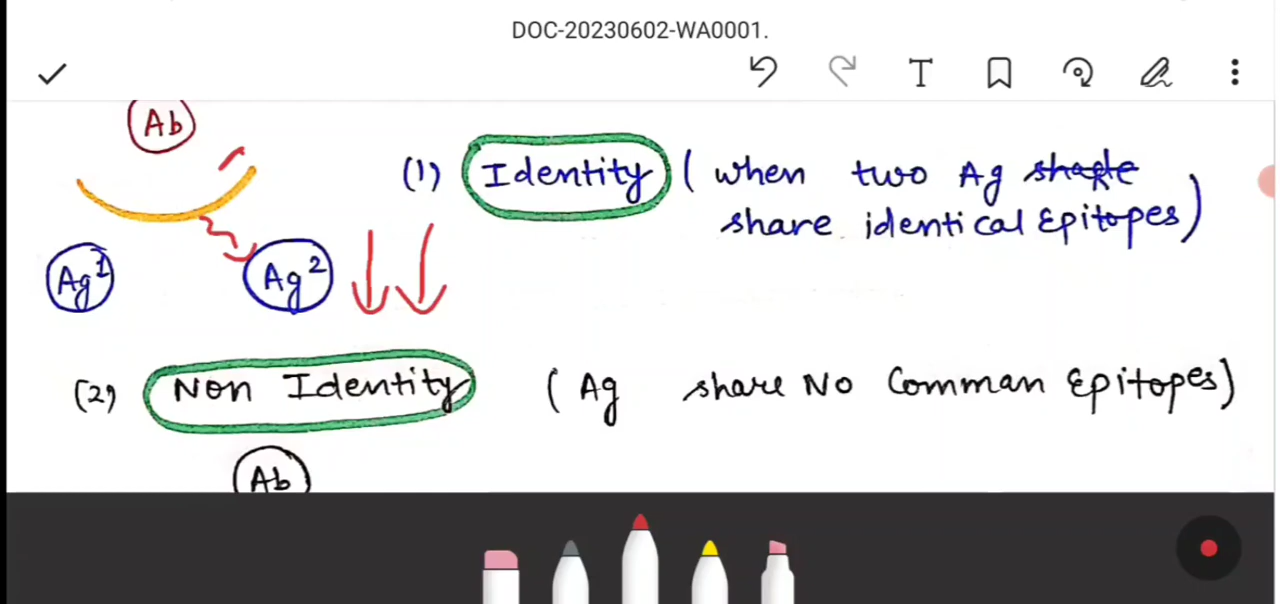 DOC-20230602-WA0001.
T
Ab
(1) Identity (when two Ag
share identical Epitopes)
Ag1
Ag2
(2) Non Identity (Ag share No Comman Epitopes)
Ab